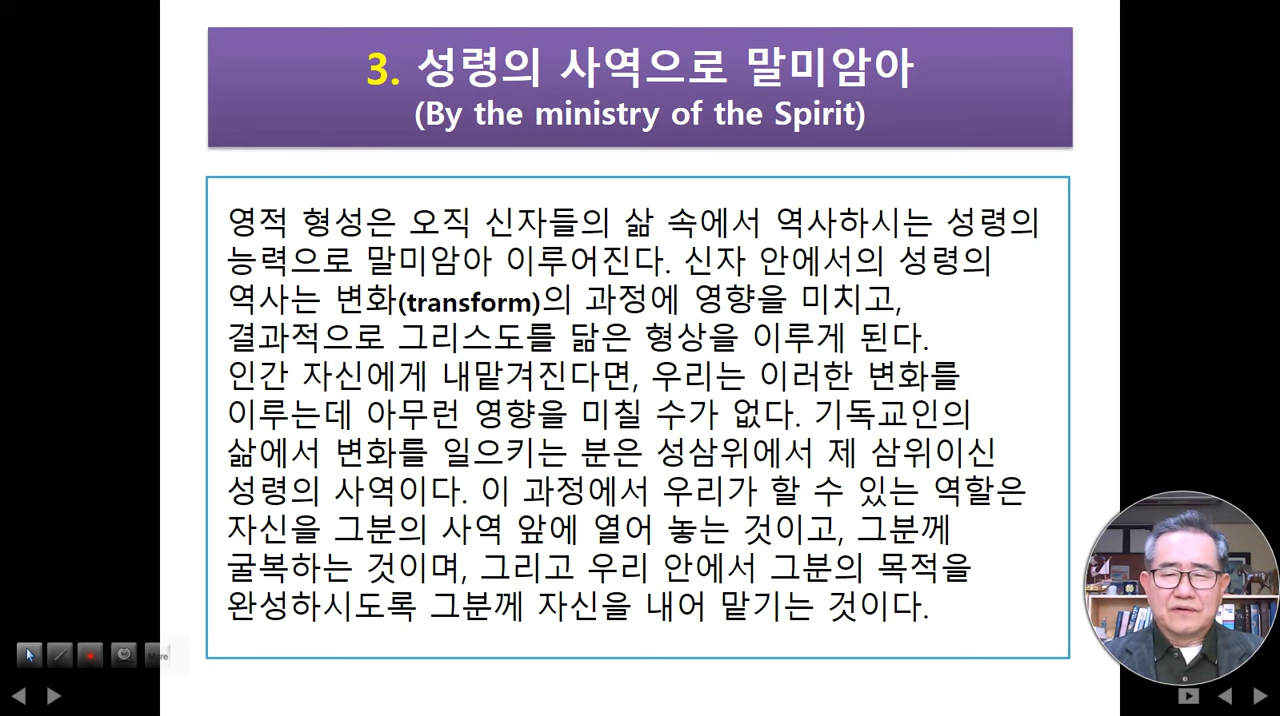 3. 성령의 사역으로 말미암아
(By the ministry of the Spirit)
영적 형성은 오직 신자들의 삶 속에서 역사하시는 성령의
능력으로 말미암아 이루어진다. 신자 안에서의 성령의
역사는 변화(transform)의 과정에 영향을 미치고,
결과적으로 그리스도를 닮은 형상을 이루게 된다.
인간 자신에게 내맡겨진다면, 우리는 이러한 변화를
이루는데 아무런 영향을 미칠 수가 없다. 기독교인의
삶에서 변화를 일으키는 분은 성삼위에서 제 삼위이신
성령의 사역이다. 이 과정에서 우리가 할 수 있는 역할은
자신을 그분의 사역 앞에 열어 놓는 것이고, 그분께
굴복하는 것이며, 그리고 우리 안에서 그분의 목적을
완성하시도록 그분께 자신을 내어 맡기는 것이다.
More